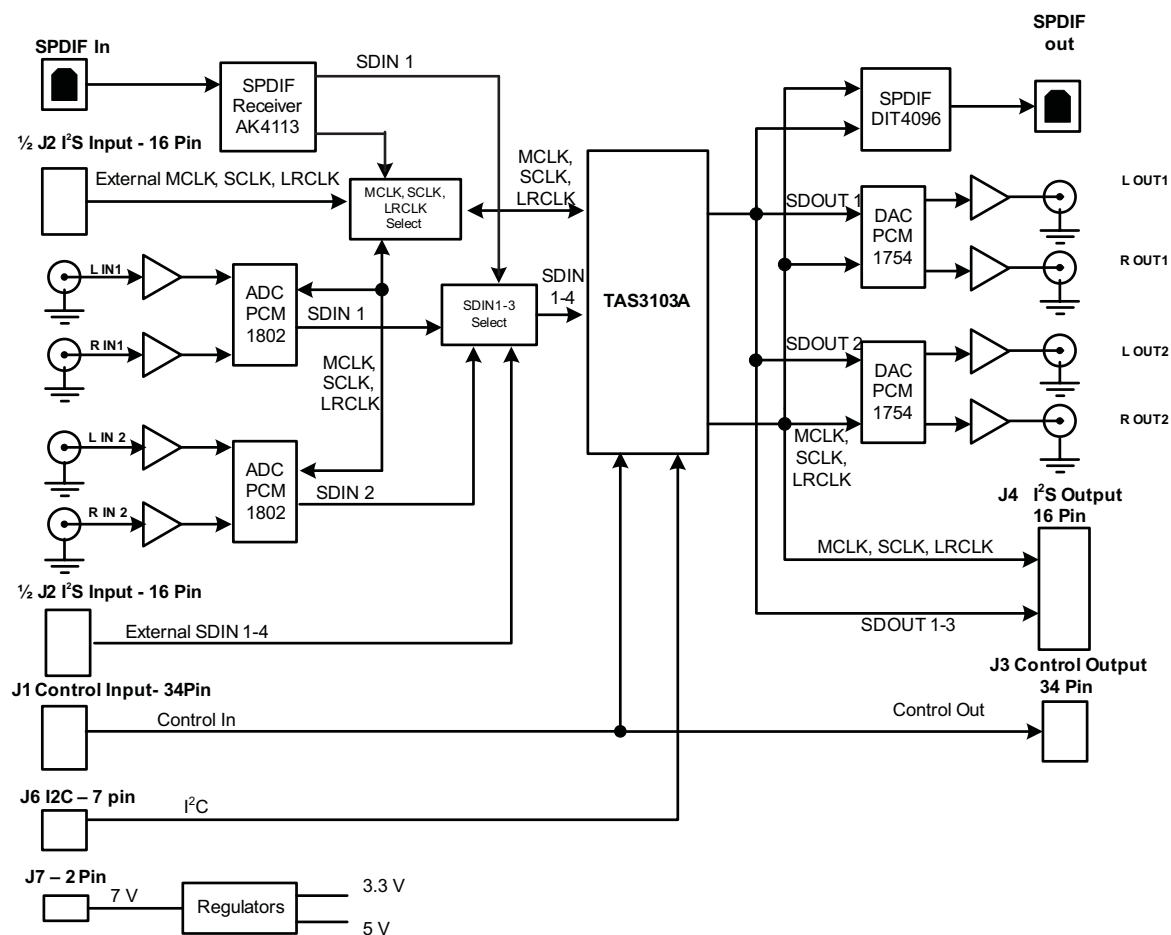 SPDIF In
½ J2 I²S Input - 16 Pin
External MCLK, SCLK, LRCLK
SPDIF
Receiver
AK4113
SDIN 1
MCLK, SCLK,
LRCLK
Select
L IN1
R IN1
ADC
PCM
1802
SDIN 1
MCLK,
SCLK,
LRCLK
L IN 2
R IN 2
ADC
PCM
1802
SDIN 2
SDIN1-3
Select
SDIN
1-4
MCLK,
SCLK,
LRCLK
TAS3103A
½ J2 I²S Input - 16 Pin
External SDIN 1-4
J1 Control Input- 34Pin
Control In
J6 I2C – 7 pin
I²C
J7 – 2 Pin
7 V
Regulators
3.3 V
5 V
SPDIF
out
SPDIF
DIT4096
SDOUT 1
DAC
PCM
1754
L OUT1
R OUT1
SDOUT 2
DAC
PCM
1754
L OUT2
R OUT2
MCLK,
SCLK,
LRCLK
J4 I²S Output
16 Pin
MCLK, SCLK, LRCLK
SDOUT 1-3
J3 Control Output
34 Pin
Control Out